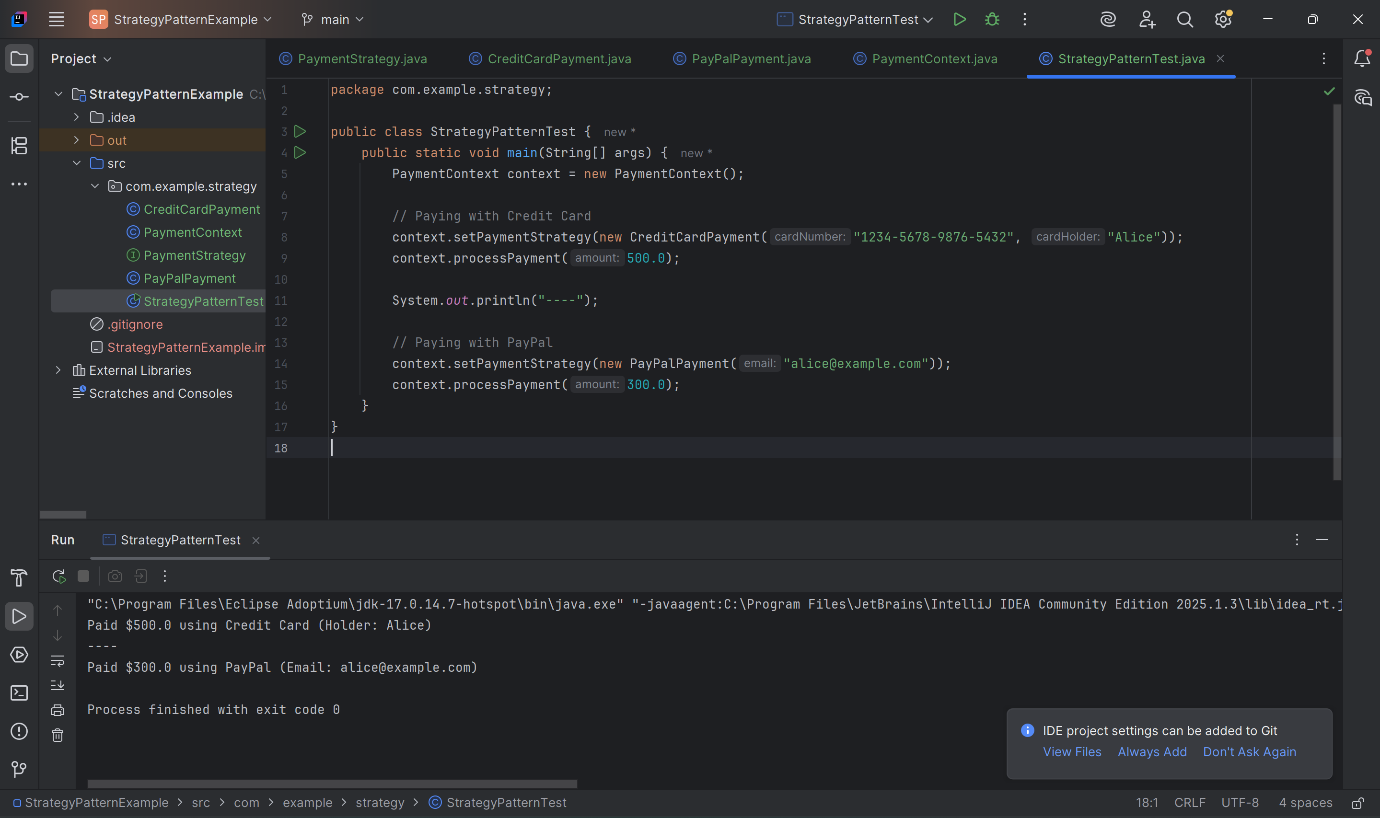 SP StrategyPatternExample main StrategyPatternTest
Project
PaymentStrategy.java CreditCardPayment.java PayPalPayment.java PaymentContext.java StrategyPatternTest.java
StrategyPatternExample C:\
.idea
out
src
com.example.strategy
CreditCardPayment
PaymentContext
PaymentStrategy
PayPalPayment
StrategyPatternTest
.gitignore
StrategyPatternExample.im
External Libraries
Scratches and Consoles
1 package com.example.strategy;
2
3 public class StrategyPatternTest { new *
4 public static void main(String[] args) { new *
5 PaymentContext context = new PaymentContext();
6
7 // Paying with Credit Card
8 context.setPaymentStrategy(new CreditCardPayment( cardNumber: "1234-5678-9876-5432", cardHolder: "Alice"));
9 context.processPayment( amount: 500.0);
10
11 System.out.println("----");
12
13 // Paying with PayPal
14 context.setPaymentStrategy(new PayPalPayment( email: "alice@example.com"));
15 context.processPayment( amount: 300.0);
16 }
17 }
18
Run StrategyPatternTest
"C:\Program Files\Eclipse Adoptium\jdk-17.0.14.7-hotspot\bin\java.exe" "-javaagent:C:\Program Files\JetBrains\IntelliJ IDEA Community Edition 2025.1.3\lib\idea_rt.j
Paid $500.0 using Credit Card (Holder: Alice)
----
Paid $300.0 using PayPal (Email: alice@example.com)
Process finished with exit code 0
IDE project settings can be added to Git
View Files Always Add Don't Ask Again
StrategyPatternExample > src > com > example > strategy > StrategyPatternTest 18:1 CRLF UTF-8 4 spaces